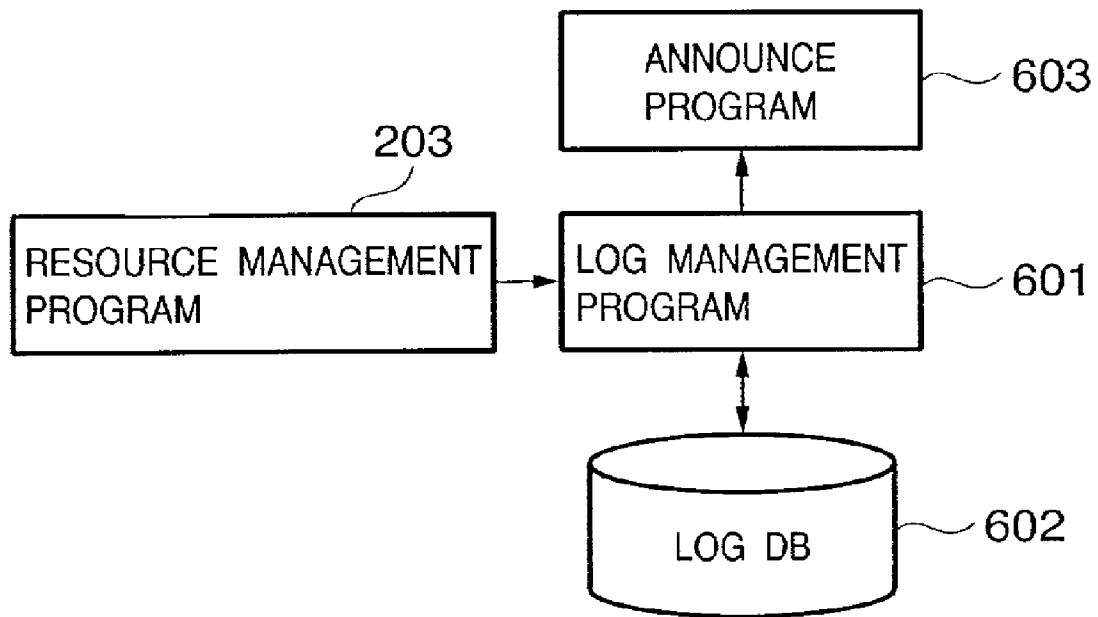 ANNOUNCE
PROGRAM
603
203
RESOURCE MANAGEMENT
PROGRAM
LOG MANAGEMENT
PROGRAM
601
LOG DB
602